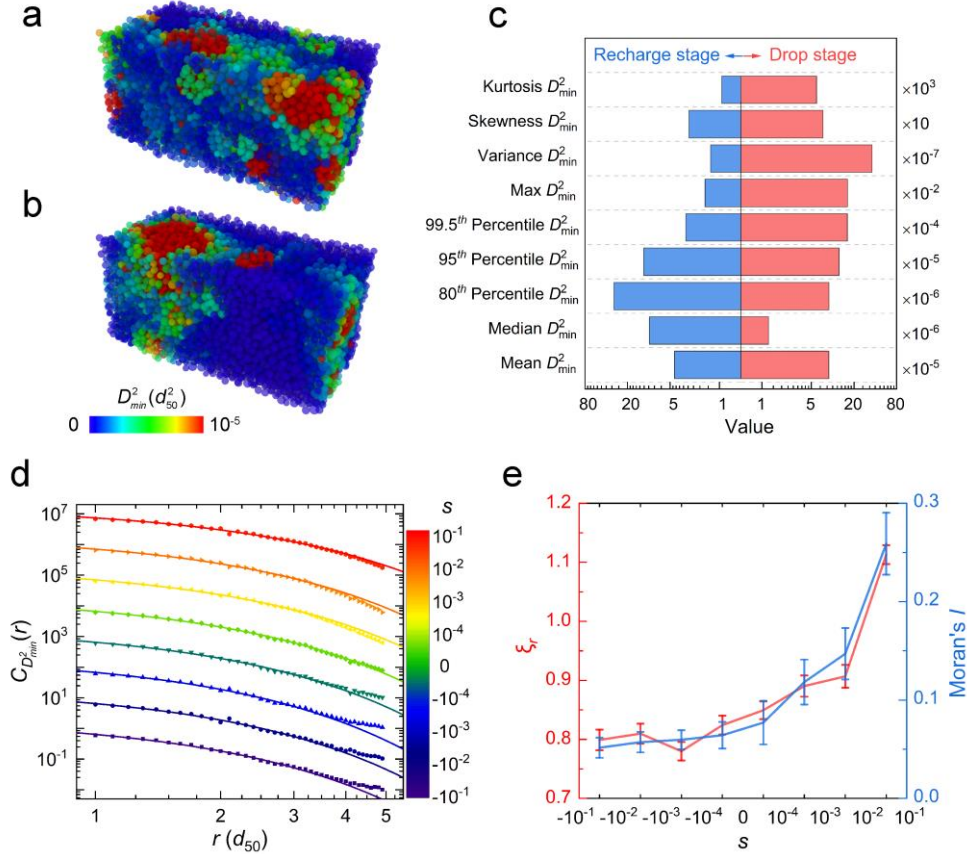 a
b
D²min (d²50)
0
10⁻⁵
c
Recharge stage
Drop stage
Kurtosis D²min
×10³
Skewness D²min
×10
Variance D²min
×10⁻⁷
Max D²min
×10⁻²
99.5th Percentile D²min
×10⁻⁴
95th Percentile D²min
×10⁻⁵
80th Percentile D²min
×10⁻⁶
Median D²min
×10⁻⁶
Mean D²min
×10⁻⁵
80 20 5 1 1 5 20 80
Value
d
C_D²min(r)
10⁷
10⁵
10³
10¹
10⁻¹
1 2 3 4 5
r (d50)
s
10⁻¹
10⁻²
10⁻³
10⁻⁴
0
-10⁻⁴
-10⁻³
-10⁻²
-10⁻¹
e
ξr
1.2
1.1
1.0
0.9
0.8
0.7
Moran's I
0.3
0.2
0.1
0.0
-10⁻¹ -10⁻² -10⁻³ -10⁻⁴ 0 10⁻⁴ 10⁻³ 10⁻² 10⁻¹
s